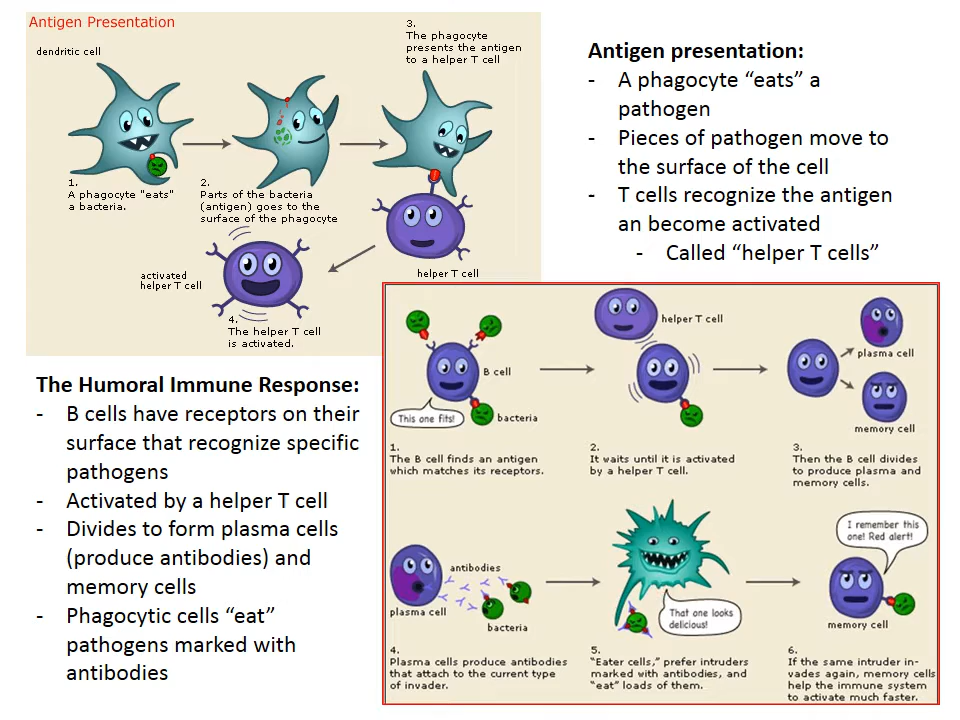 Antigen Presentation
dendritic cell
3.
The phagocyte
presents the antigen
to a helper T cell
1.
A phagocyte "eats"
a bacteria.
2.
Parts of the bacteria
(antigen) goes to the
surface of the phagocyte
helper T cell
activated
helper T cell
4.
The helper T cell
is activated.
Antigen presentation:
- A phagocyte “eats” a
pathogen
- Pieces of pathogen move to
the surface of the cell
- T cells recognize the antigen
an become activated
- Called “helper T cells”
The Humoral Immune Response:
- B cells have receptors on their
surface that recognize specific
pathogens
- Activated by a helper T cell
- Divides to form plasma cells
(produce antibodies) and
memory cells
- Phagocytic cells “eat”
pathogens marked with
antibodies
B cell
This one fits!
bacteria
1.
The B cell finds an antigen
which matches its receptors.
helper T cell
2.
It waits until it is activated
by a helper T cell.
plasma cell
memory cell
3.
Then the B cell divides
to produce plasma and
memory cells.
antibodies
plasma cell
bacteria
4.
Plasma cells produce antibodies
that attach to the current type
of invader.
That one looks
delicious!
5.
“Eater cells,” prefer intruders
marked with antibodies, and
“eat” loads of them.
I remember this
one! Red alert!
memory cell
6.
If the same intruder in-
vades again, memory cells
help the immune system
to activate much faster.